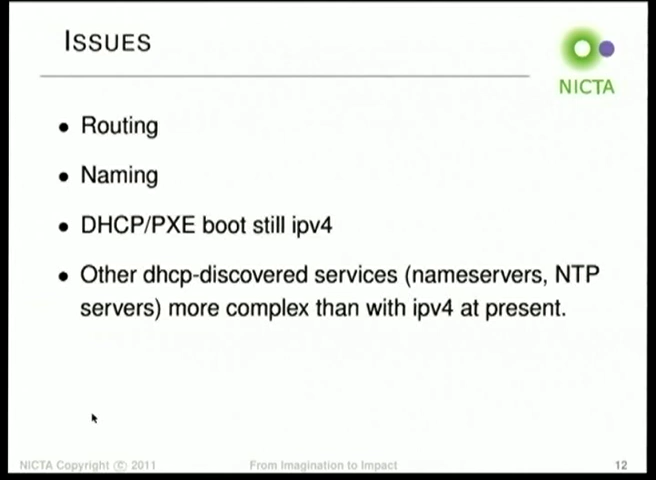 ISSUES
NICTA
• Routing
• Naming
• DHCP/PXE boot still ipv4
• Other dhcp-discovered services (nameservers, NTP
servers) more complex than with ipv4 at present.
NICTA Copyright © 2011
From Imagination to Impact
12